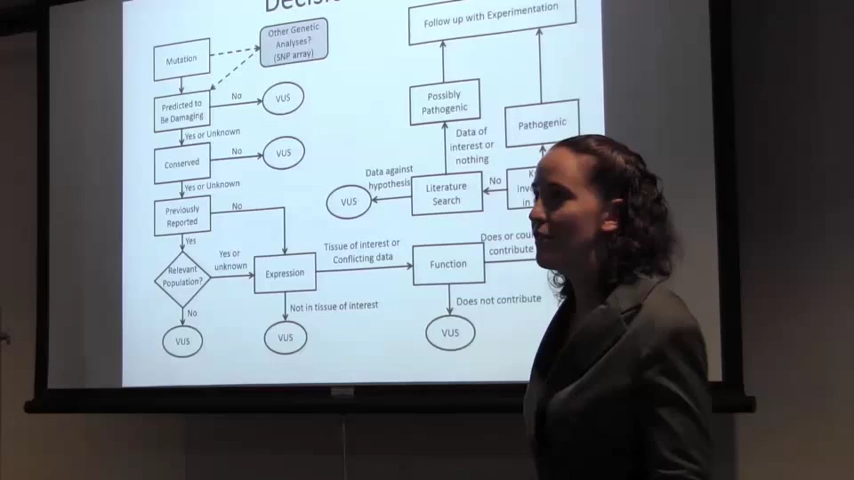 Other Genetic
Analyses?
(SNP array)
Follow up with Experimentation
Mutation
Predicted to
Be Damaging
No
VUS
Possibly
Pathogenic
Pathogenic
Yes or Unknown
Conserved
No
VUS
Data of
interest or
nothing
Yes or Unknown
Data against
hypothesis
VUS
Literature
Search
No
in
Previously
Reported
No
Yes
Relevant
Population?
Yes or
unknown
Expression
Tissue of interest or
Conflicting data
Function
Does or
contribute
No
VUS
Not in tissue of interest
VUS
Does not contribute
VUS